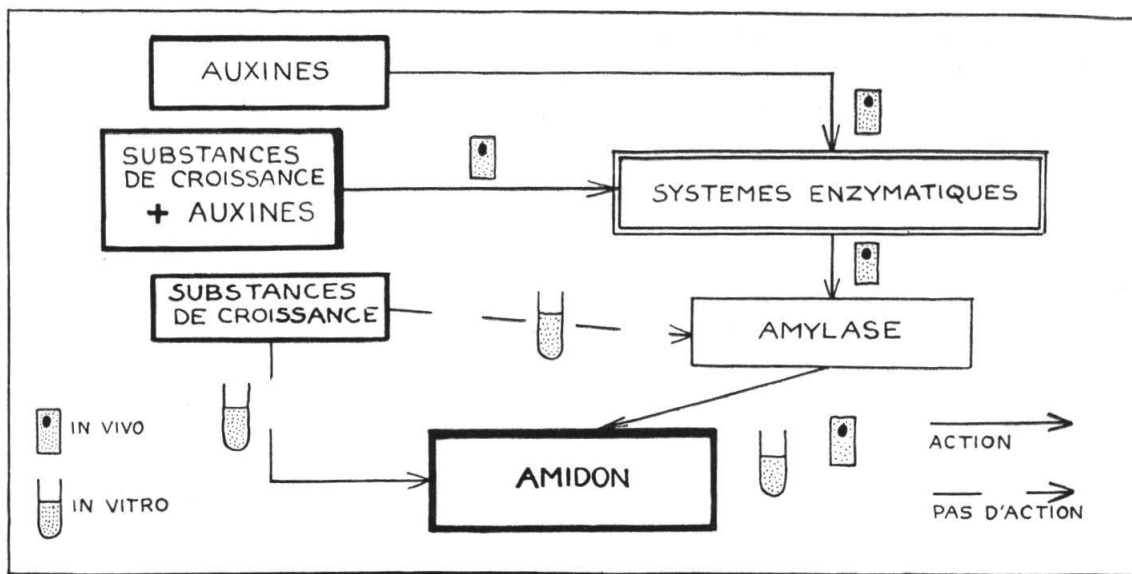 AUXINES
SUBSTANCES
DE CROISSANCE
+ AUXINES
SYSTEMES ENZYMATIQUES
SUBSTANCES
DE CROISSANCE
AMYLASE
IN VIVO
IN VITRO
AMIDON
ACTION
PAS D'ACTION